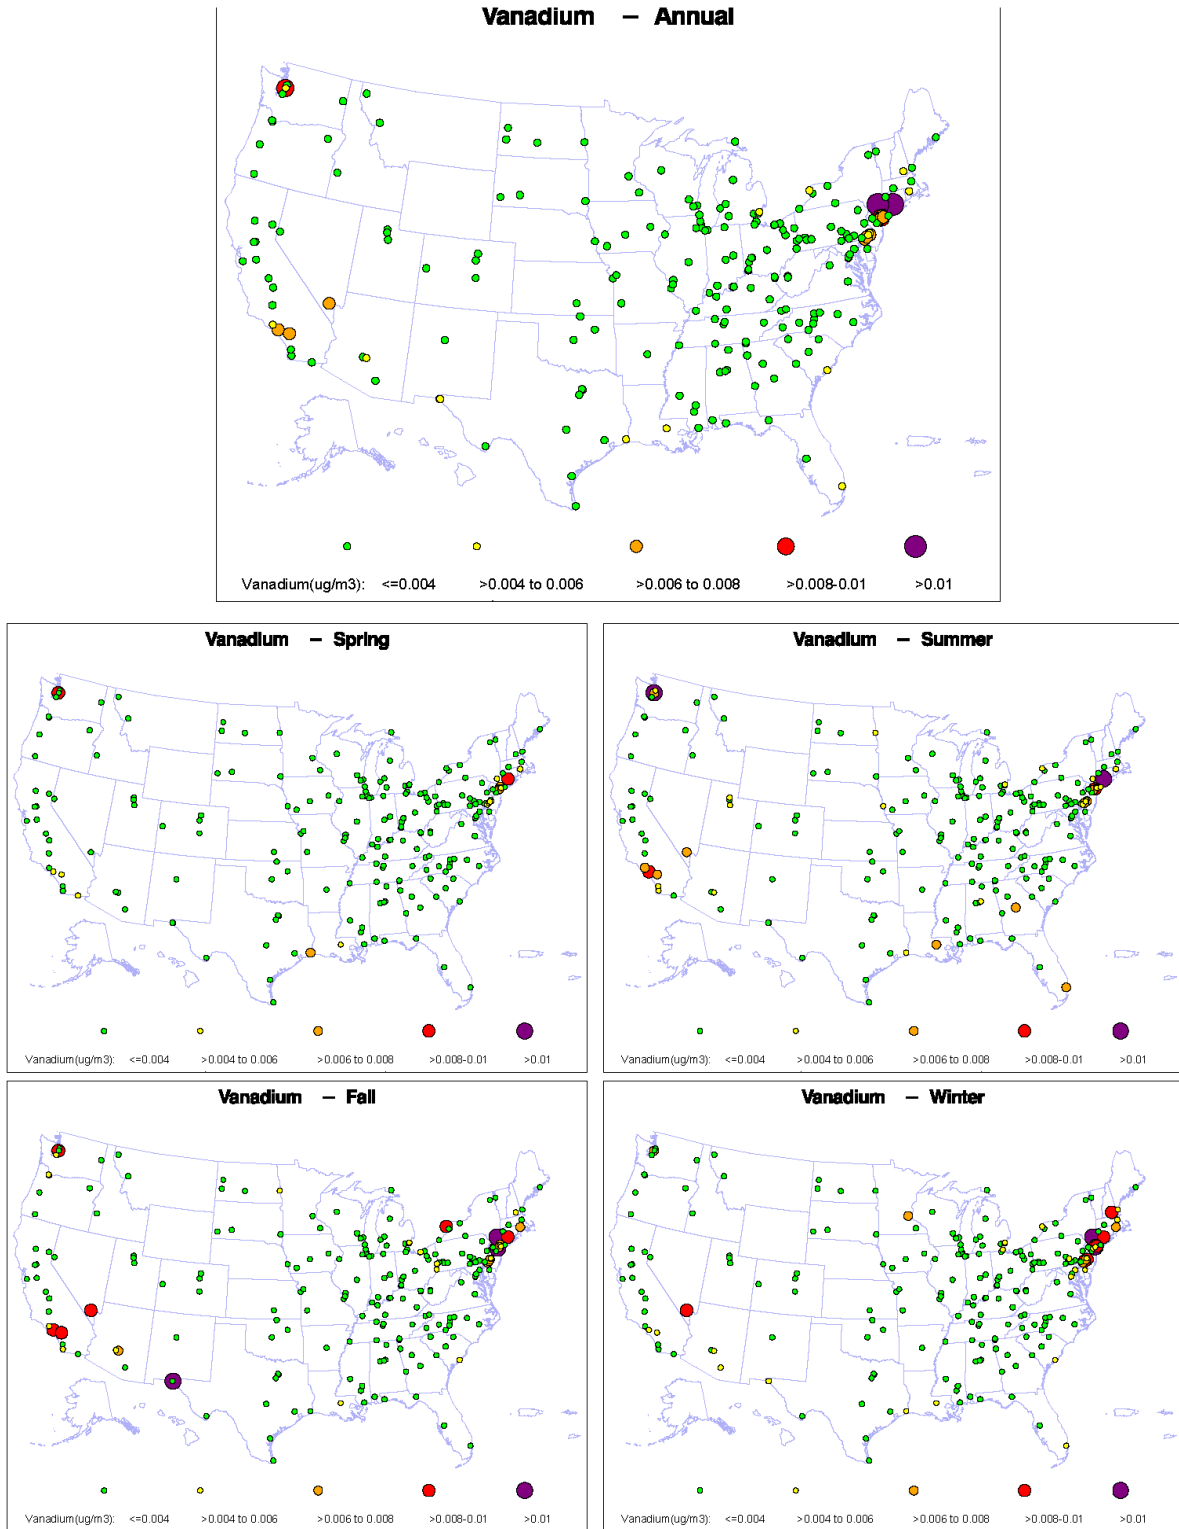 Vanadium – Annual
Vanadium(ug/m3): <=0.004 >0.004 to 0.006 >0.006 to 0.008 >0.008-0.01 >0.01
Vanadium – Spring
Vanadium(ug/m3): <=0.004 >0.004 to 0.006 >0.006 to 0.008 >0.008-0.01 >0.01
Vanadium – Summer
Vanadium(ug/m3): <=0.004 >0.004 to 0.006 >0.006 to 0.008 >0.008-0.01 >0.01
Vanadium – Fall
Vanadium(ug/m3): <=0.004 >0.004 to 0.006 >0.006 to 0.008 >0.008-0.01 >0.01
Vanadium – Winter
Vanadium(ug/m3): <=0.004 >0.004 to 0.006 >0.006 to 0.008 >0.008-0.01 >0.01